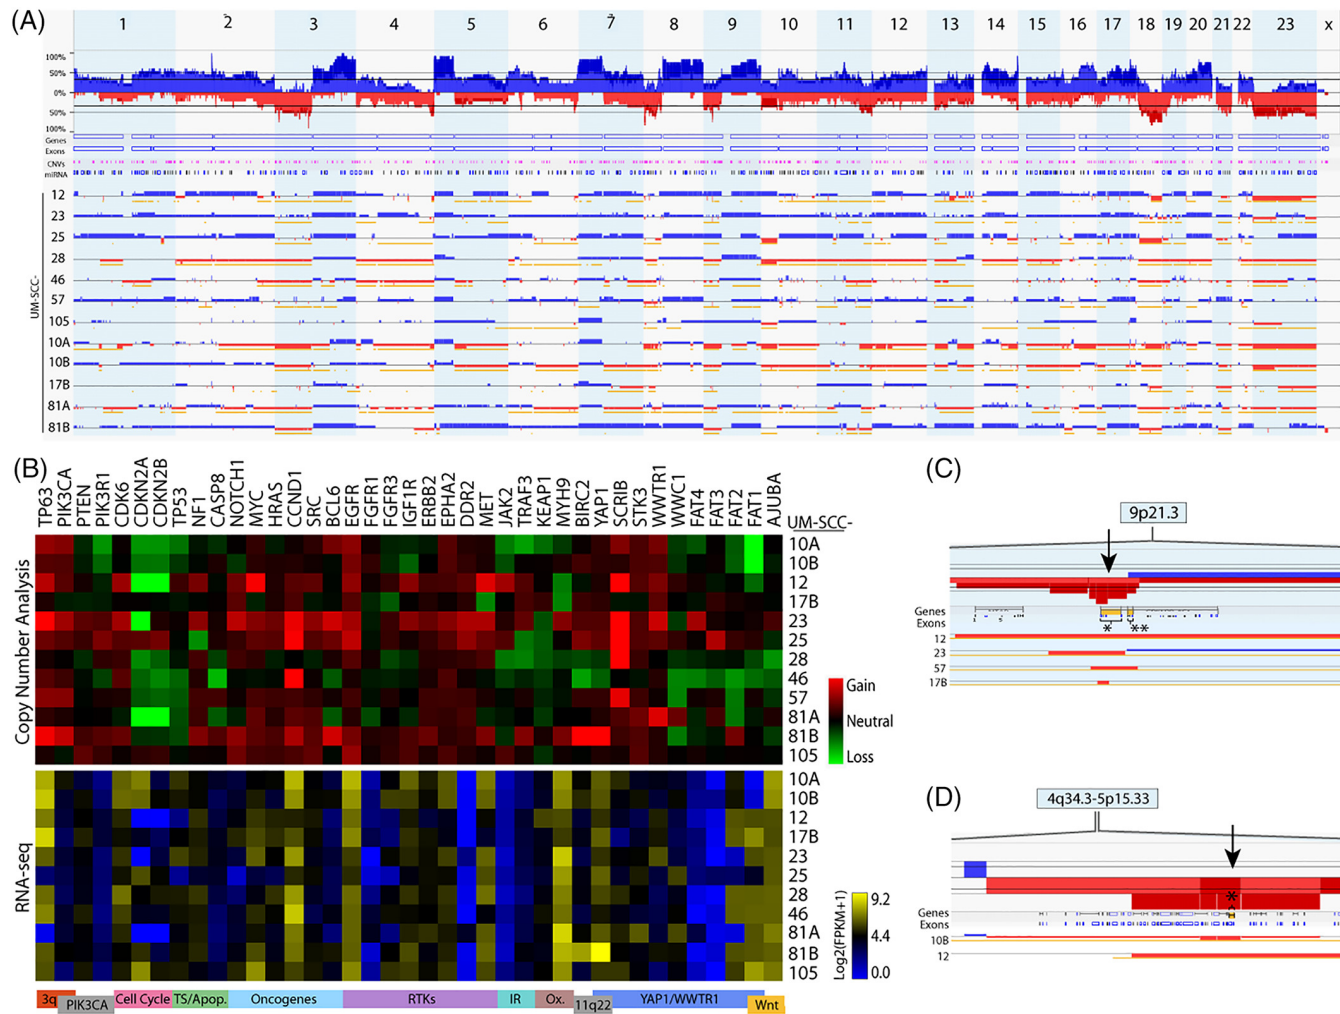 (A)
1 2 3 4 5 6 7 8 9 10 11 12 13 14 15 16 17 18 19 20 21 22 23 x
100%
50%
0%
50%
100%
Genes
Exons
CNVs
miRNA
UM-SCC-
12
23
25
28
46
57
105
10A
10B
17B
81A
81B
(B)
TP63 PIK3CA PTEN PIK3R1 CDK6 CDKN2A CDKN2B TP53 NF1 CASP8 NOTCH1 MYC HRAS CCND1 SRC BCL6 EGFR FGFR1 FGFR3 IGF1R ERBB2 EPHA2 DDR2 MET JAK2 TRAF3 KEAP1 MYH9 BIRC2 YAP1 SCRIB STK3 WWTR1 WWC1 FAT4 FAT3 FAT2 FAT1 AJUBA
UM-SCC-
Copy Number Analysis
10A
10B
12
17B
23
25
28
46
57
81A
81B
105
Gain
Neutral
Loss
RNA-seq
10A
10B
12
17B
23
25
28
46
81A
81B
105
Log2(FPKM+1)
9.2
4.4
0.0
3q PIK3CA Cell Cycle TS/Apop. Oncogenes RTKs IR Ox. 11q22 YAP1/WWTR1 Wnt
(C)
9p21.3
Genes
Exons
* **
12
23
57
17B
(D)
4q34.3-5p15.33
*
Genes
Exons
10B
12